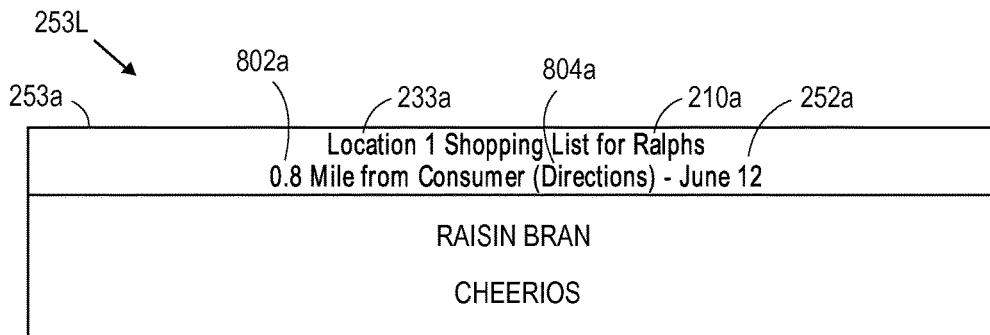 253L
802a
804a
253a
233a
210a
252a
Location 1 Shopping List for Ralphs
0.8 Mile from Consumer (Directions) - June 12
RAISIN BRAN
CHEERIOS